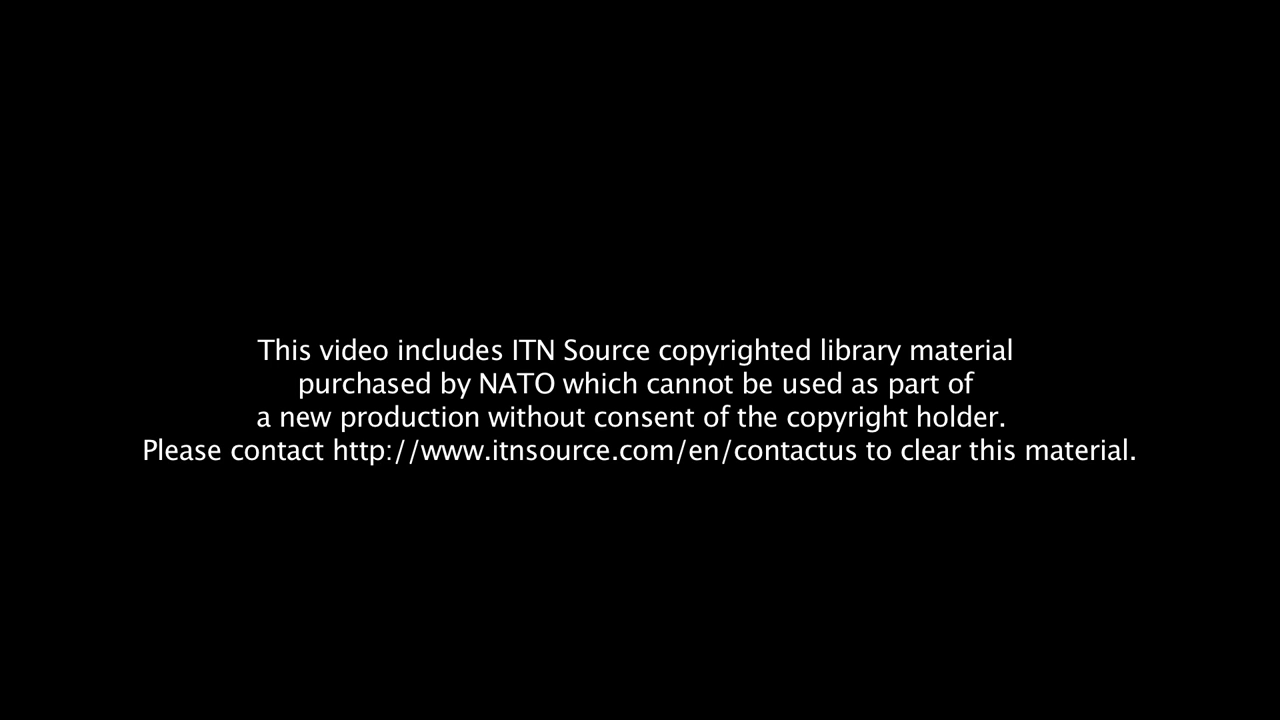 This video includes ITN Source copyrighted library material
purchased by NATO which cannot be used as part of
a new production without consent of the copyright holder.
Please contact http://www.itnsource.com/en/contactus to clear this material.